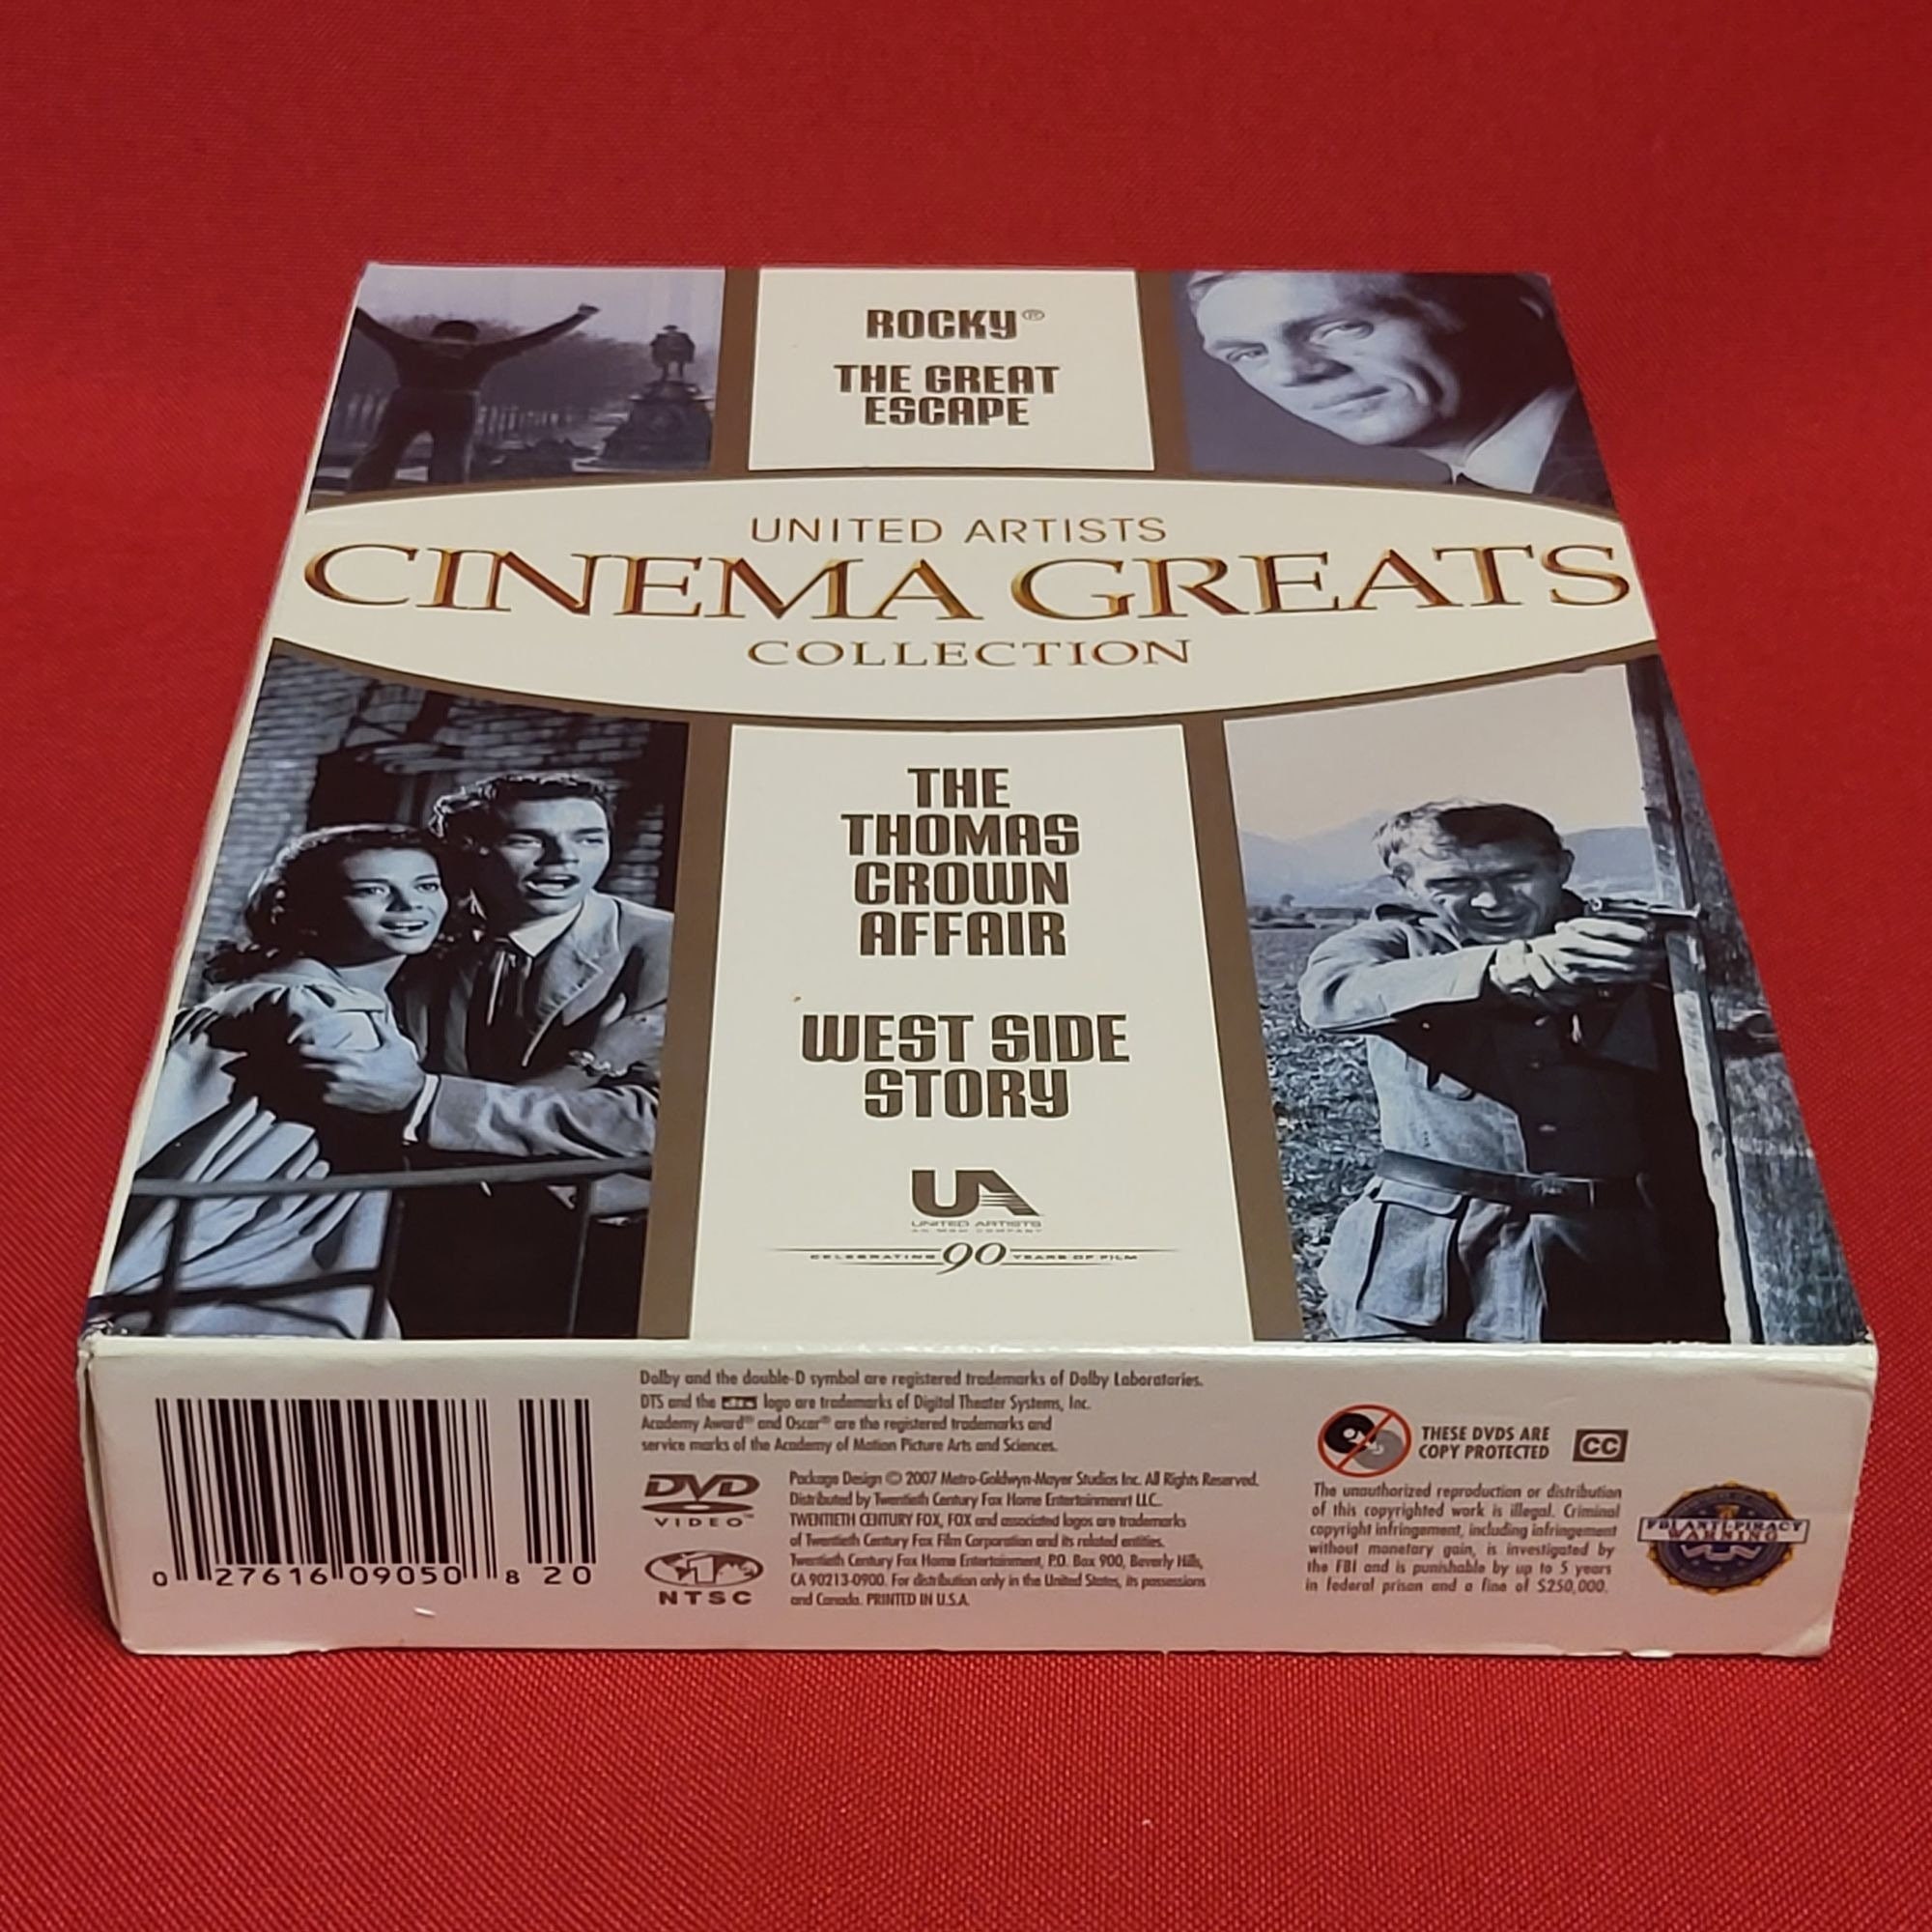 ROCKY®
THE GREAT
ESCAPE
UNITED ARTISTS
CINEMA GREATS
COLLECTION
THE
THOMAS
CROWN
AFFAIR
WEST SIDE
STORY
UA
UNITED ARTISTS
AN MGM COMPANY
CELEBRATING 90 YEARS OF FILM
0 27616 09050 8 20
Dolby and the double-D symbol are registered trademarks of Dolby Laboratories.
DTS and the dts logo are trademarks of Digital Theater Systems, Inc.
Academy Award® and Oscar® are the registered trademarks and
service marks of the Academy of Motion Picture Arts and Sciences.
DVD
VIDEO™
1
NTSC
Package Design © 2007 Metro-Goldwyn-Mayer Studios Inc. All Rights Reserved.
Distributed by Twentieth Century Fox Home Entertainment LLC.
TWENTIETH CENTURY FOX, FOX and associated logos are trademarks
of Twentieth Century Fox Film Corporation and its related entities.
Twentieth Century Fox Home Entertainment, P.O. Box 900, Beverly Hills,
CA 90213-0900. For distribution only in the United States, its possessions
and Canada. PRINTED IN U.S.A.
THESE DVDS ARE
COPY PROTECTED
CC
The unauthorized reproduction or distribution
of this copyrighted work is illegal. Criminal
copyright infringement, including infringement
without monetary gain, is investigated by
the FBI and is punishable by up to 5 years
in federal prison and a fine of $250,000.
FBI ANTI-PIRACY
WARNING